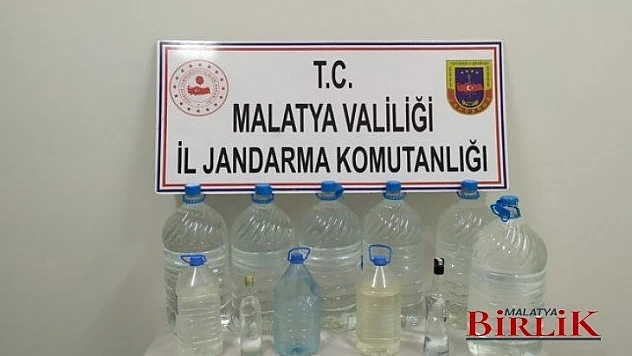 T.C.
MALATYA VALİLİĞİ
İL JANDARMA KOMUTANLIĞI
MALATYA
BİRLİK